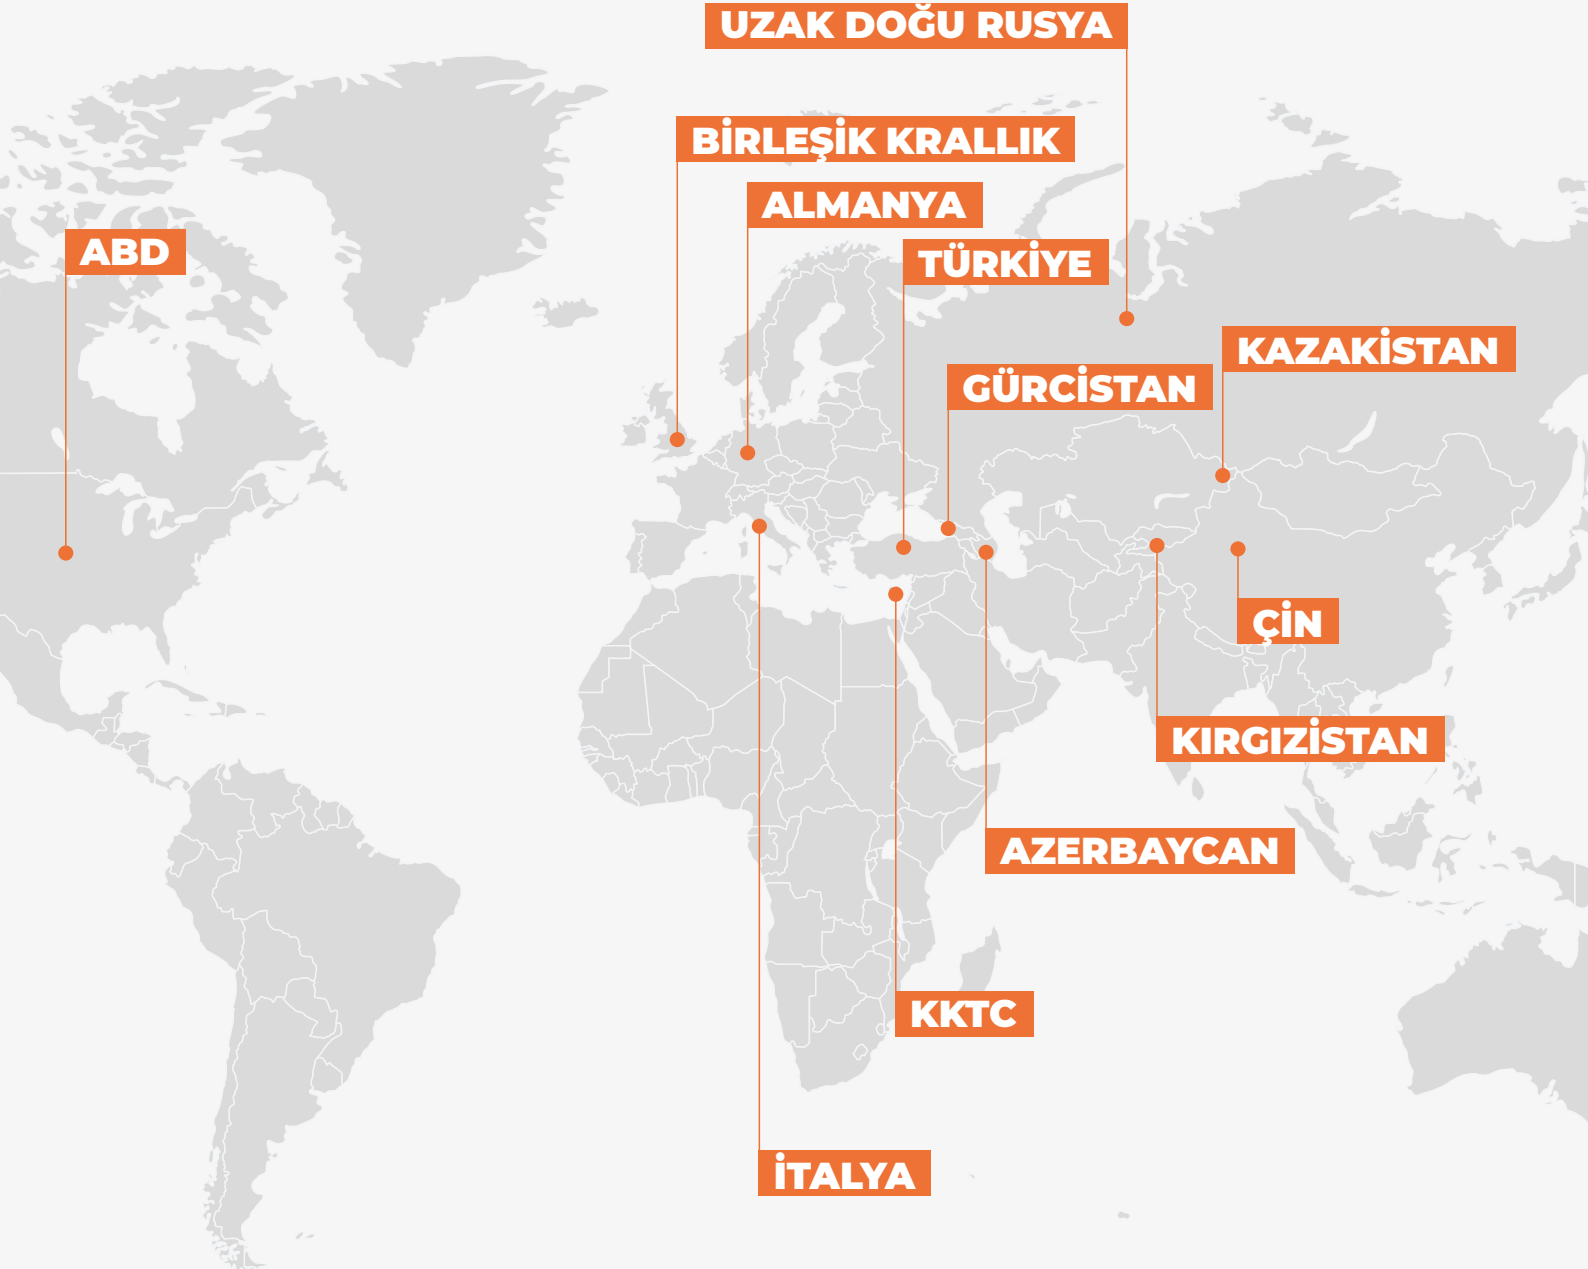 UZAK DOĞU RUSYA
BİRLEŞİK KRALLIK
ALMANYA
ABD
TÜRKİYE
KAZAKİSTAN
GÜRCİSTAN
ÇİN
KIRGIZİSTAN
AZERBAYCAN
KKTC
İTALYA